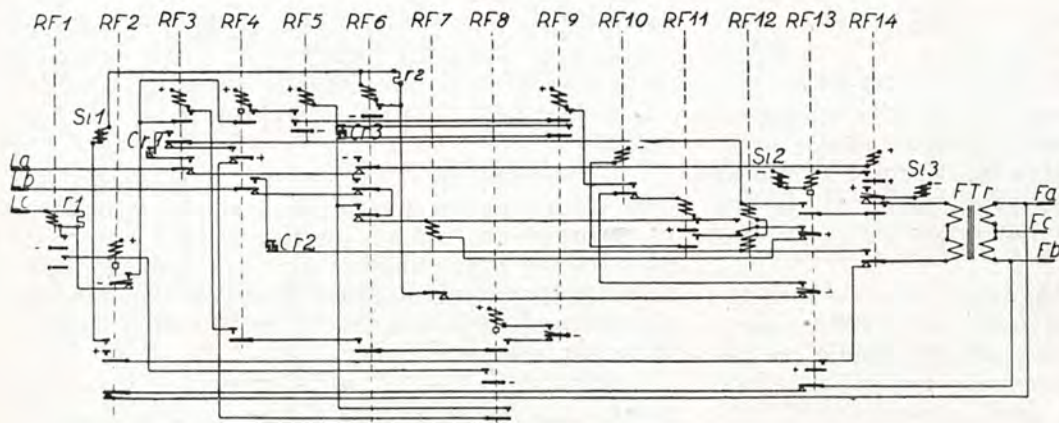 RF1 RF2 RF3 RF4 RF5 RF6 RF7 RF8 RF9 RF10 RF11 RF12 RF13 RF14
r2
Si1
Cr1
Cr3
La
Lb
Lc
r1
Cr2
Si2
Si3
FTr
Fa
Fc
Fb